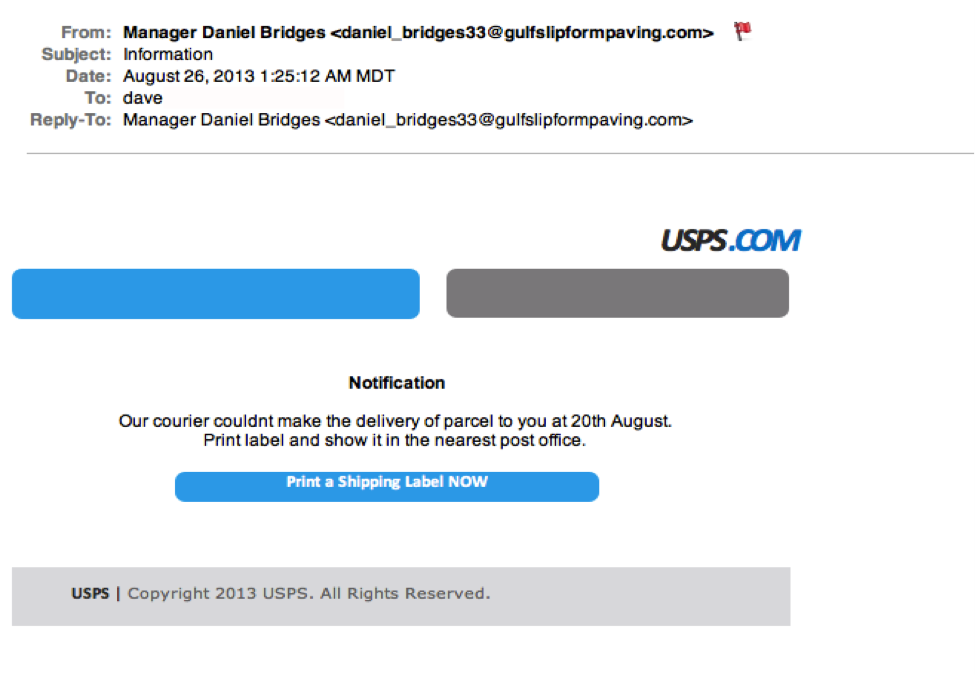 From: Manager Daniel Bridges <daniel_bridges33@gulfslipformpaving.com>
Subject: Information
Date: August 26, 2013 1:25:12 AM MDT
To: dave
Reply-To: Manager Daniel Bridges <daniel_bridges33@gulfslipformpaving.com>
USPS.COM
Notification
Our courier couldnt make the delivery of parcel to you at 20th August.
Print label and show it in the nearest post office.
Print a Shipping Label NOW
USPS | Copyright 2013 USPS. All Rights Reserved.